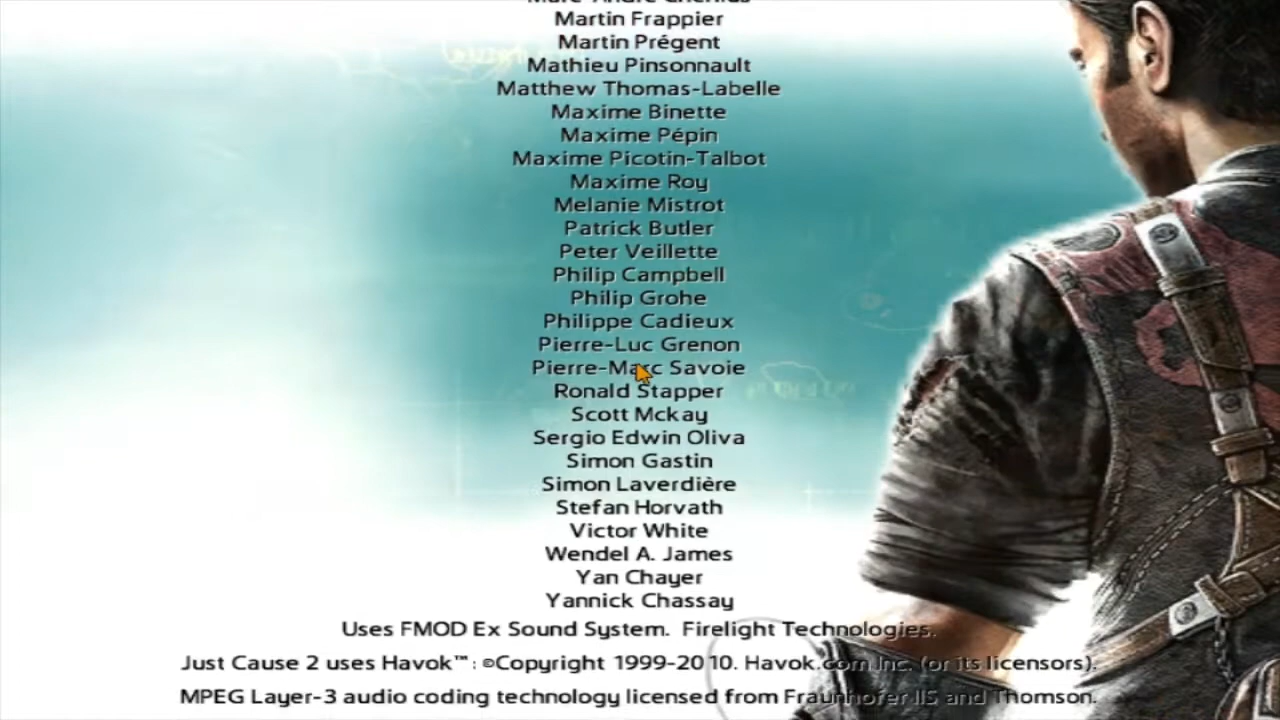 Martin Frappier
Martin Prégent
Mathieu Pinsonnault
Matthew Thomas-Labelle
Maxime Binette
Maxime Pépin
Maxime Picotin-Talbot
Maxime Roy
Melanie Mistrot
Patrick Butler
Peter Veillette
Philip Campbell
Philip Grohe
Philippe Cadieux
Pierre-Luc Grenon
Pierre-Marc Savoie
Ronald Stapper
Scott Mckay
Sergio Edwin Oliva
Simon Gastin
Simon Laverdière
Stefan Horvath
Victor White
Wendel A. James
Yan Chayer
Yannick Chassay
Uses FMOD Ex Sound System. Firelight Technologies.
Just Cause 2 uses Havok™: ©Copyright 1999-2010. Havok.com Inc. (or its licensors).
MPEG Layer-3 audio coding technology licensed from Fraunhofer IIS and Thomson.